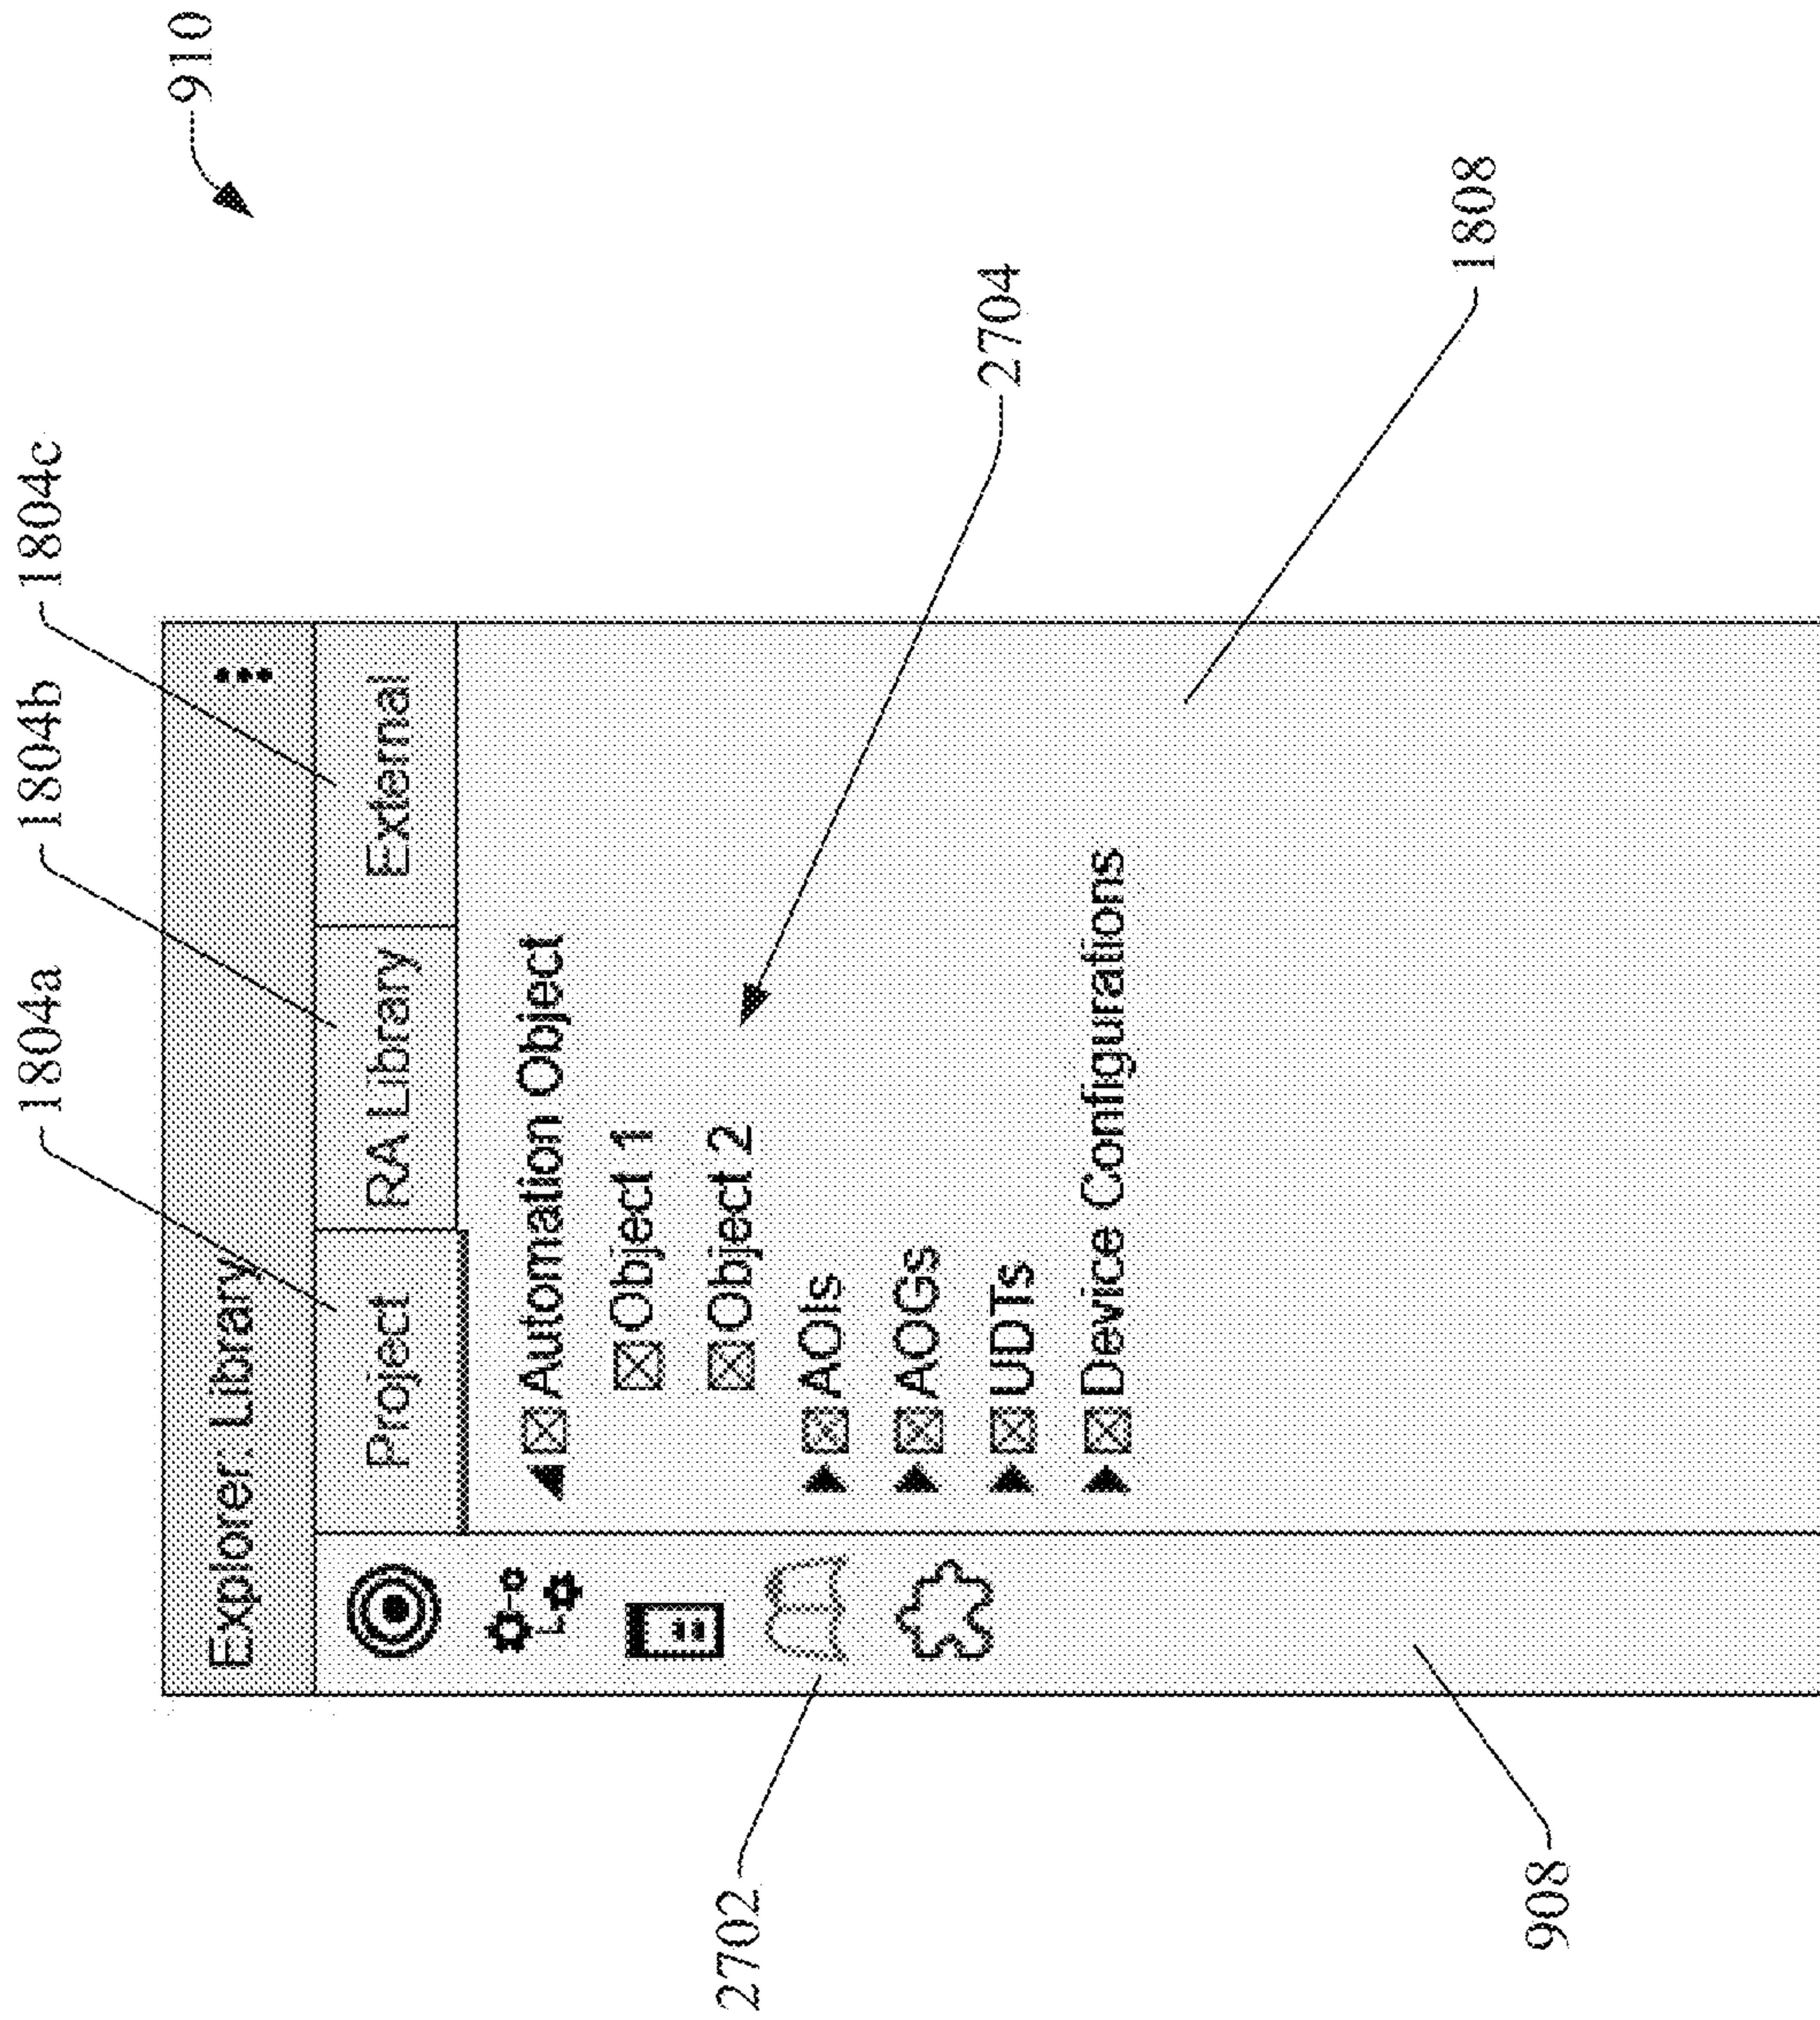 910
1804a
1804b
1804c
Explorer: Library
Project
RA Library
External
Automation Object
Object 1
Object 2
2704
AOIs
AOGs
UDTs
Device Configurations
2702
1808
908